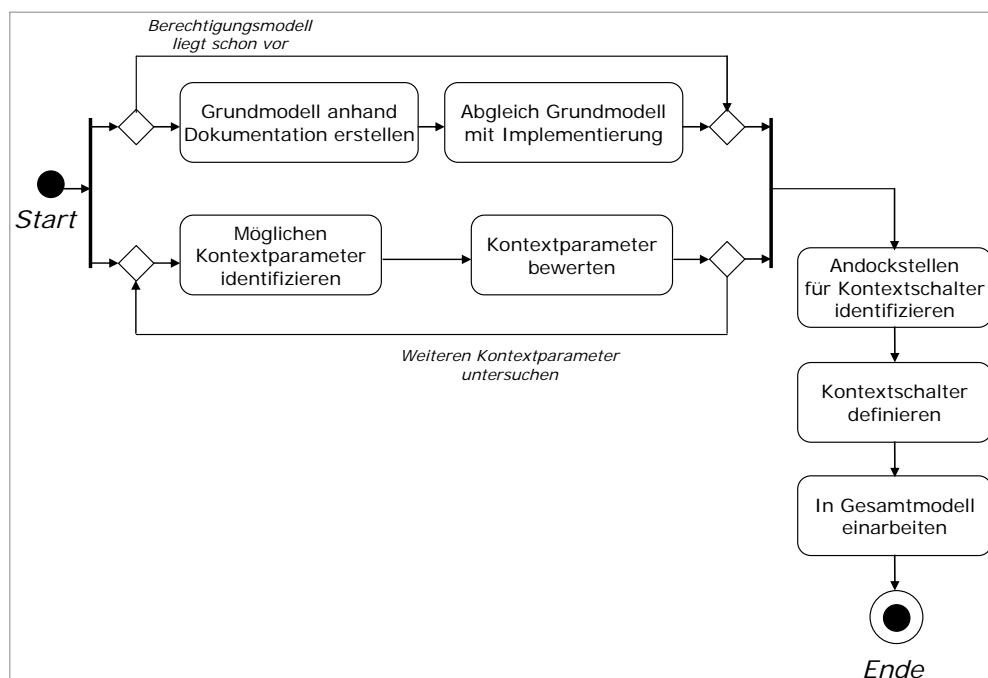 Berechtigungsmodell
liegt schon vor
Grundmodell anhand
Dokumentation erstellen
Abgleich Grundmodell
mit Implementierung
Start
Möglichen
Kontextparameter
identifizieren
Kontextparameter
bewerten
Weiteren Kontextparameter
untersuchen
Andockstellen
für Kontextschalter
identifizieren
Kontextschalter
definieren
In Gesamtmodell
einarbeiten
Ende